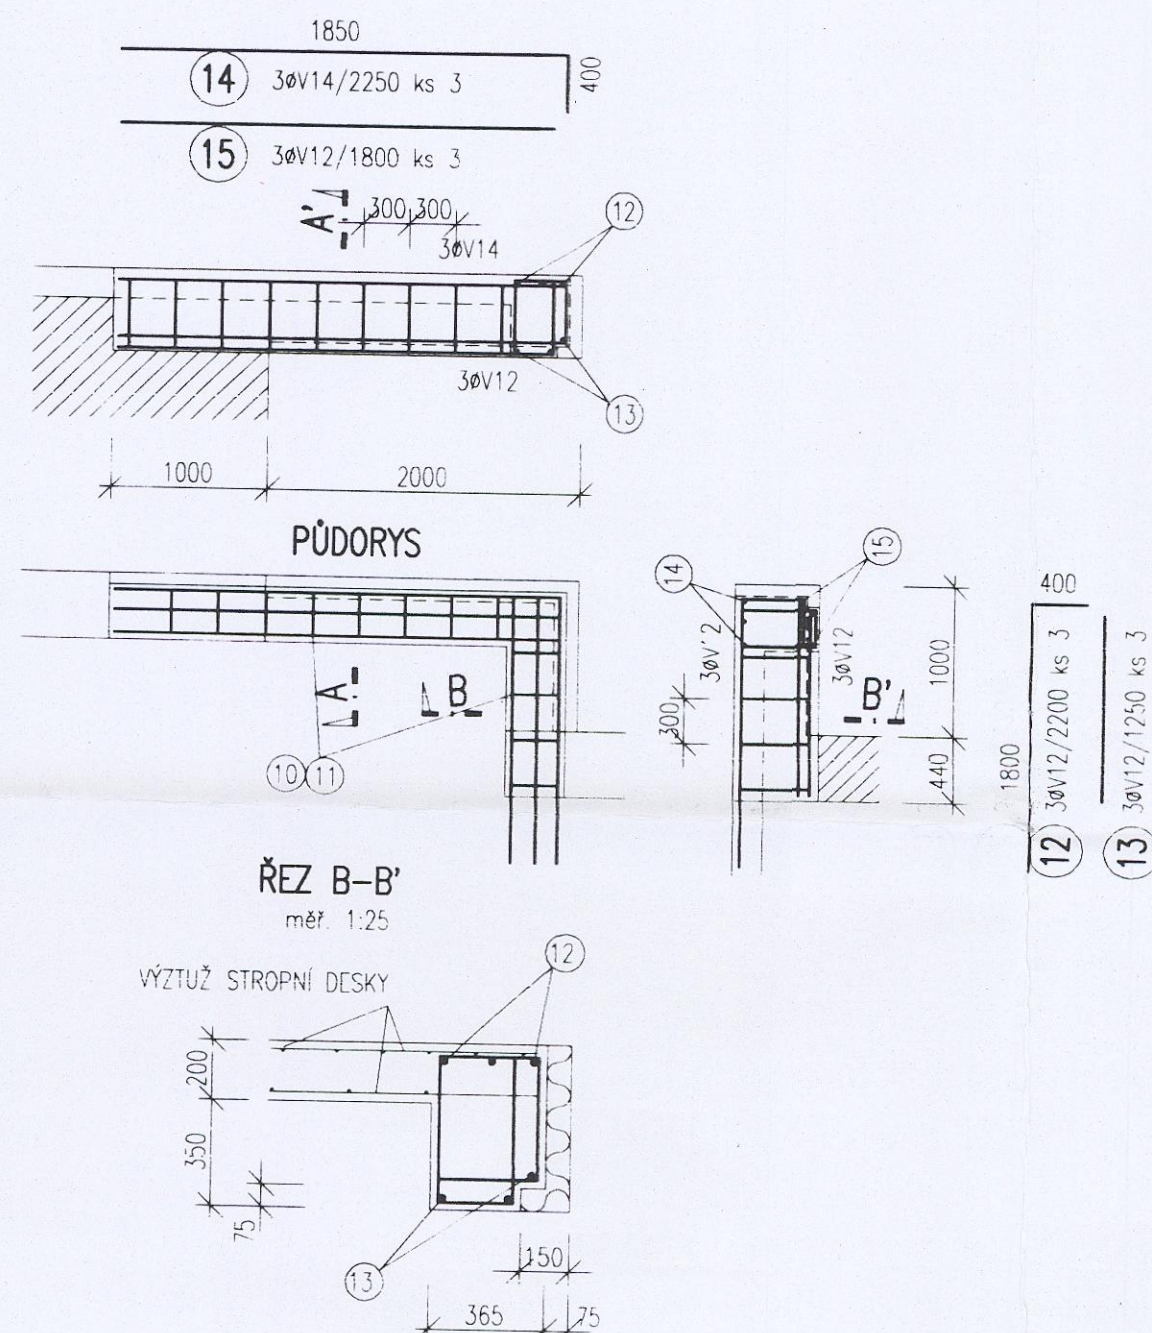 1850
400
14 3øV14/2250 ks 3
15 3øV12/1800 ks 3
A'
300 300
3øV14
12
3øV12
13
1000 2000
PŮDORYS
14
15
3øV12
3øV12
300
B'
1000
440
400
1800
12 3øV12/2200 ks 3
13 3øV12/1250 ks 3
A
B
10 11
ŘEZ B-B'
měř. 1:25
VÝZTUŽ STROPNÍ DESKY
12
200
350
75
13
150
365 75